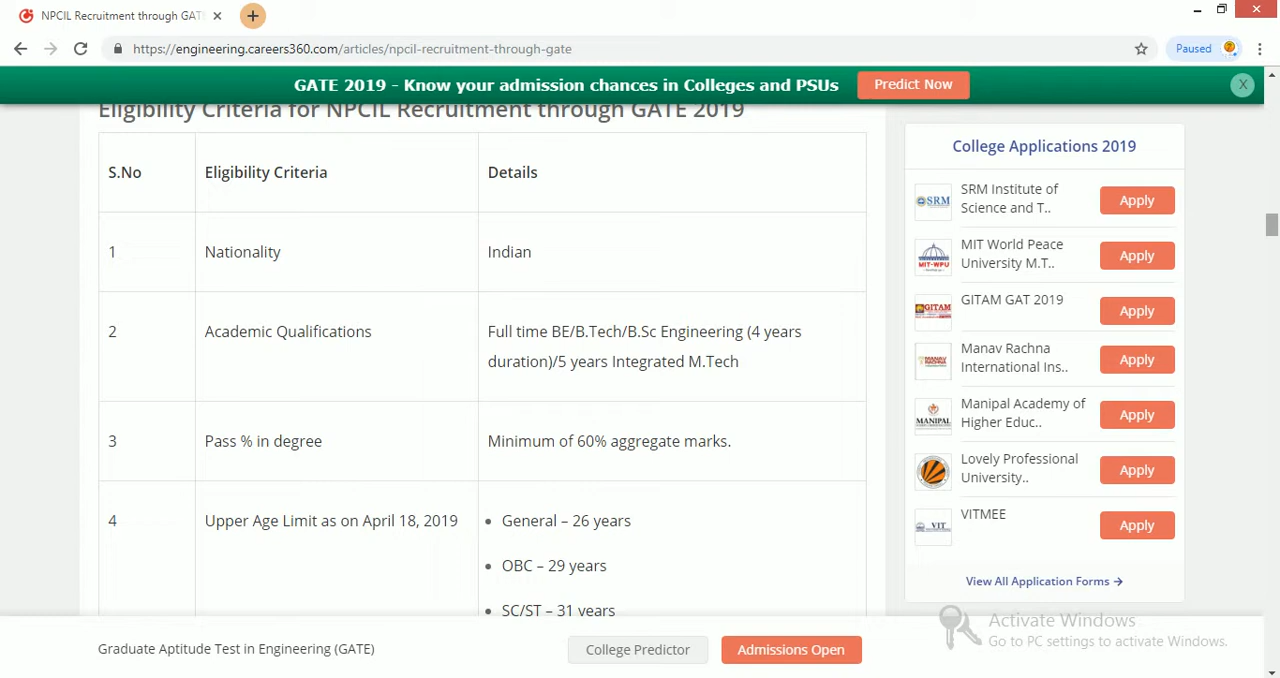 NPCIL Recruitment through GAT
https://engineering.careers360.com/articles/npcil-recruitment-through-gate
Paused
GATE 2019 - Know your admission chances in Colleges and PSUs
Predict Now
X
Eligibility Criteria for NPCIL Recruitment through GATE 2019
S.No Eligibility Criteria Details
1 Nationality Indian
2 Academic Qualifications Full time BE/B.Tech/B.Sc Engineering (4 years
duration)/5 years Integrated M.Tech
3 Pass % in degree Minimum of 60% aggregate marks.
4 Upper Age Limit as on April 18, 2019 • General – 26 years
• OBC – 29 years
• SC/ST – 31 years
College Applications 2019
SRM
SRM Institute of
Science and T..
Apply
MIT-WPU
MIT World Peace
University M.T..
Apply
GITAM
GITAM GAT 2019
Apply
Manav Rachna
International Ins..
Apply
MANIPAL
Manipal Academy of
Higher Educ..
Apply
Lovely Professional
University..
Apply
VIT
VITMEE
Apply
View All Application Forms →
Activate Windows
Go to PC settings to activate Windows.
Graduate Aptitude Test in Engineering (GATE)
College Predictor
Admissions Open